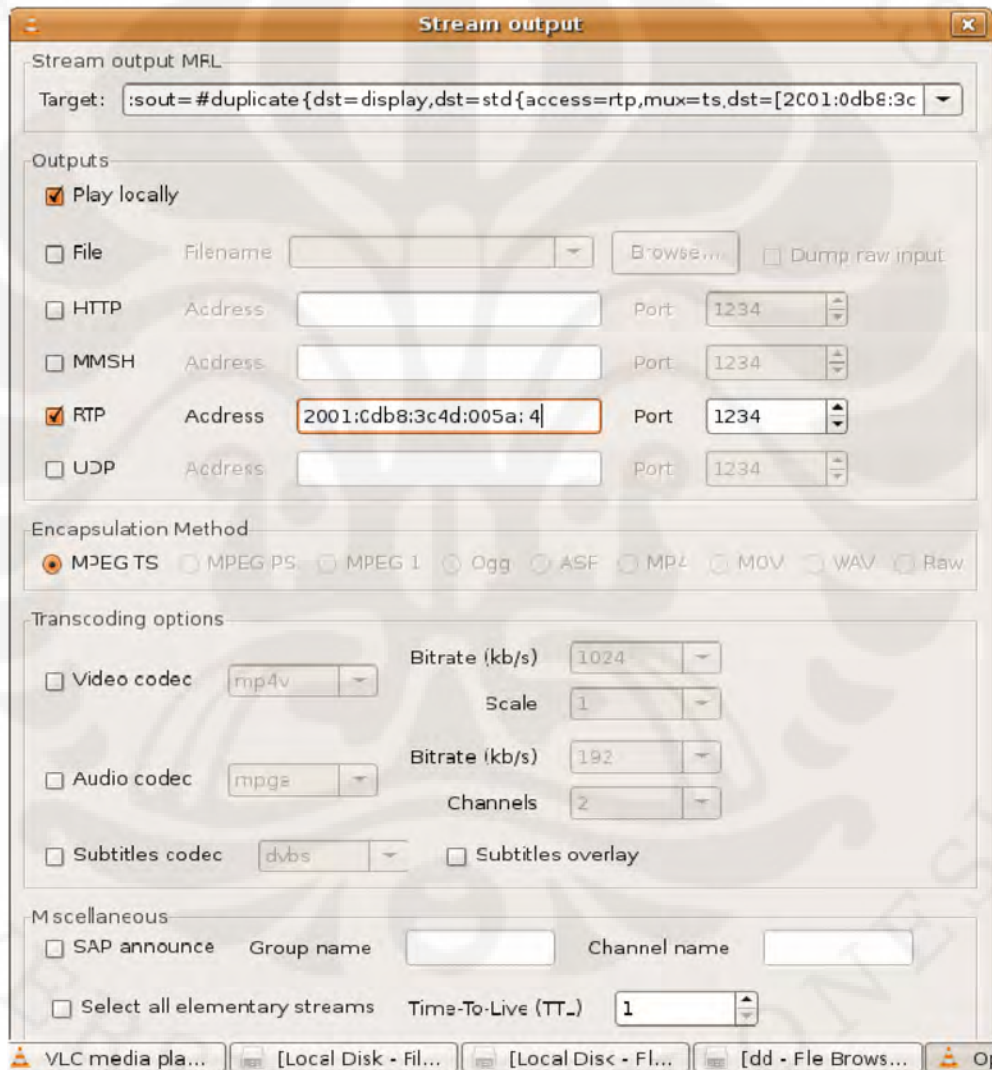 Stream output
Stream output MRL
Target: :sout=#duplicate{dst=display,dst=std{access=rtp,mux=ts,dst=[2001:0db8:3c
Outputs
Play locally
File Filename Browse... Dump raw input
HTTP Address Port 1234
MMSH Address Port 1234
RTP Address 2001:0db8:3c4d:005a: 4 Port 1234
UDP Address Port 1234
Encapsulation Method
MPEG TS MPEG PS MPEG 1 Ogg ASF MP4 MOV WAV Raw
Transcoding options
Video codec mp4v Bitrate (kb/s) 1024
Scale 1
Audio codec mpga Bitrate (kb/s) 192
Channels 2
Subtitles codec dvbs Subtitles overlay
Miscellaneous
SAP announce Group name Channel name
Select all elementary streams Time-To-Live (TTL) 1
VLC media pla... [Local Disk - Fil... [Local Disk - Fl... [dd - File Brows... Op